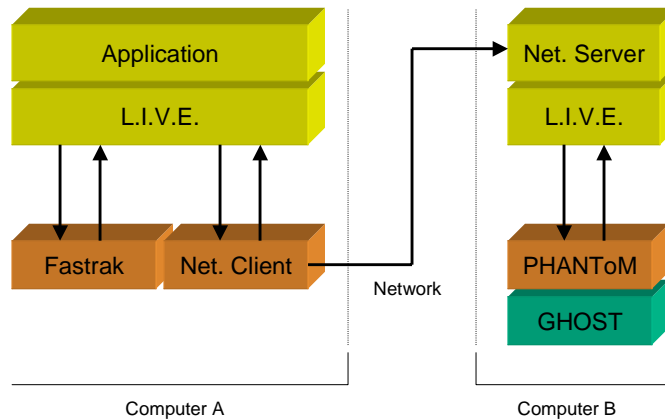 Application
L.I.V.E.
Fastrak
Net. Client
Network
Net. Server
L.I.V.E.
PHANToM
GHOST
Computer A
Computer B